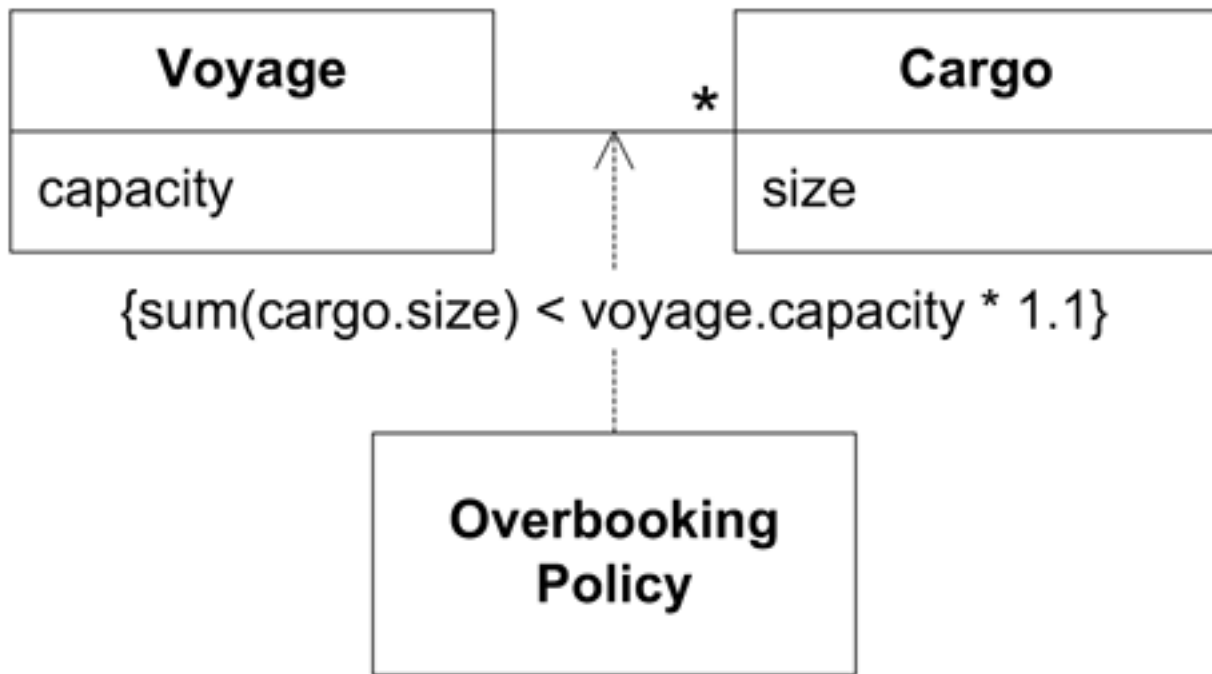 Voyage
*
Cargo
capacity
size
{sum(cargo.size) < voyage.capacity * 1.1}
Overbooking
Policy